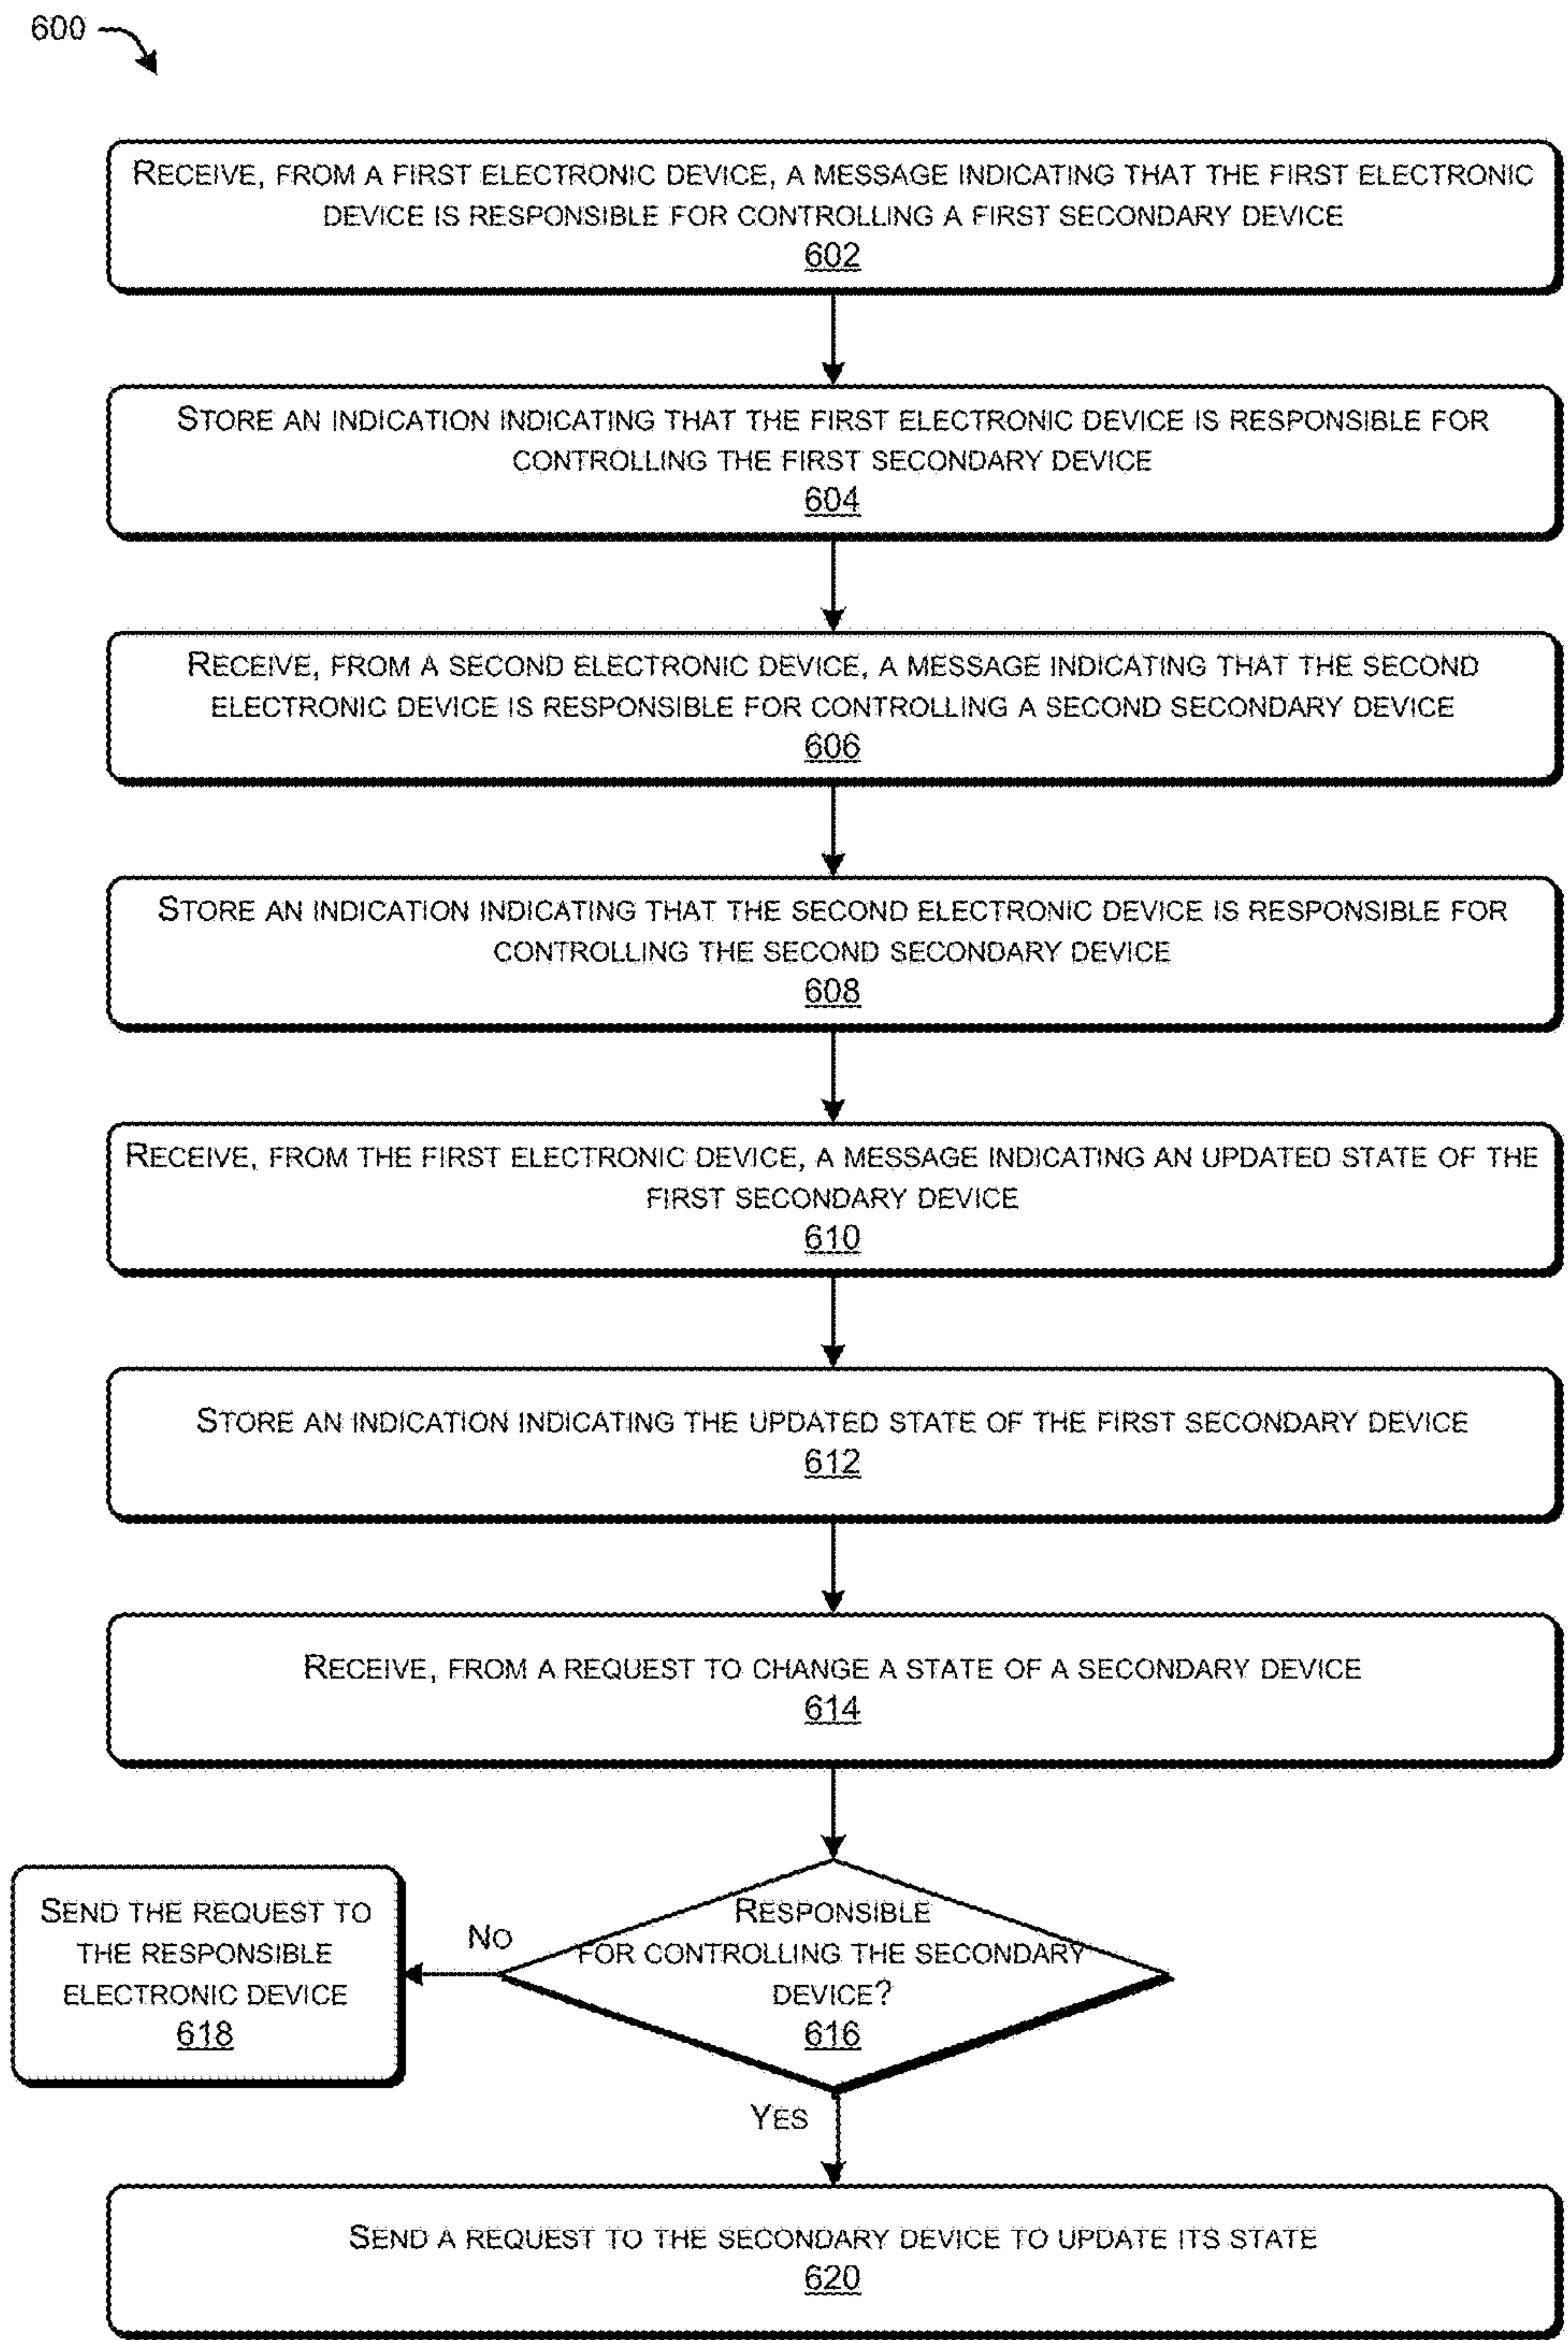 600
RECEIVE, FROM A FIRST ELECTRONIC DEVICE, A MESSAGE INDICATING THAT THE FIRST ELECTRONIC
DEVICE IS RESPONSIBLE FOR CONTROLLING A FIRST SECONDARY DEVICE
602
STORE AN INDICATION INDICATING THAT THE FIRST ELECTRONIC DEVICE IS RESPONSIBLE FOR
CONTROLLING THE FIRST SECONDARY DEVICE
604
RECEIVE, FROM A SECOND ELECTRONIC DEVICE, A MESSAGE INDICATING THAT THE SECOND
ELECTRONIC DEVICE IS RESPONSIBLE FOR CONTROLLING A SECOND SECONDARY DEVICE
606
STORE AN INDICATION INDICATING THAT THE SECOND ELECTRONIC DEVICE IS RESPONSIBLE FOR
CONTROLLING THE SECOND SECONDARY DEVICE
608
RECEIVE, FROM THE FIRST ELECTRONIC DEVICE, A MESSAGE INDICATING AN UPDATED STATE OF THE
FIRST SECONDARY DEVICE
610
STORE AN INDICATION INDICATING THE UPDATED STATE OF THE FIRST SECONDARY DEVICE
612
RECEIVE, FROM A REQUEST TO CHANGE A STATE OF A SECONDARY DEVICE
614
RESPONSIBLE
FOR CONTROLLING THE SECONDARY
DEVICE?
616
NO
SEND THE REQUEST TO
THE RESPONSIBLE
ELECTRONIC DEVICE
618
YES
SEND A REQUEST TO THE SECONDARY DEVICE TO UPDATE ITS STATE
620